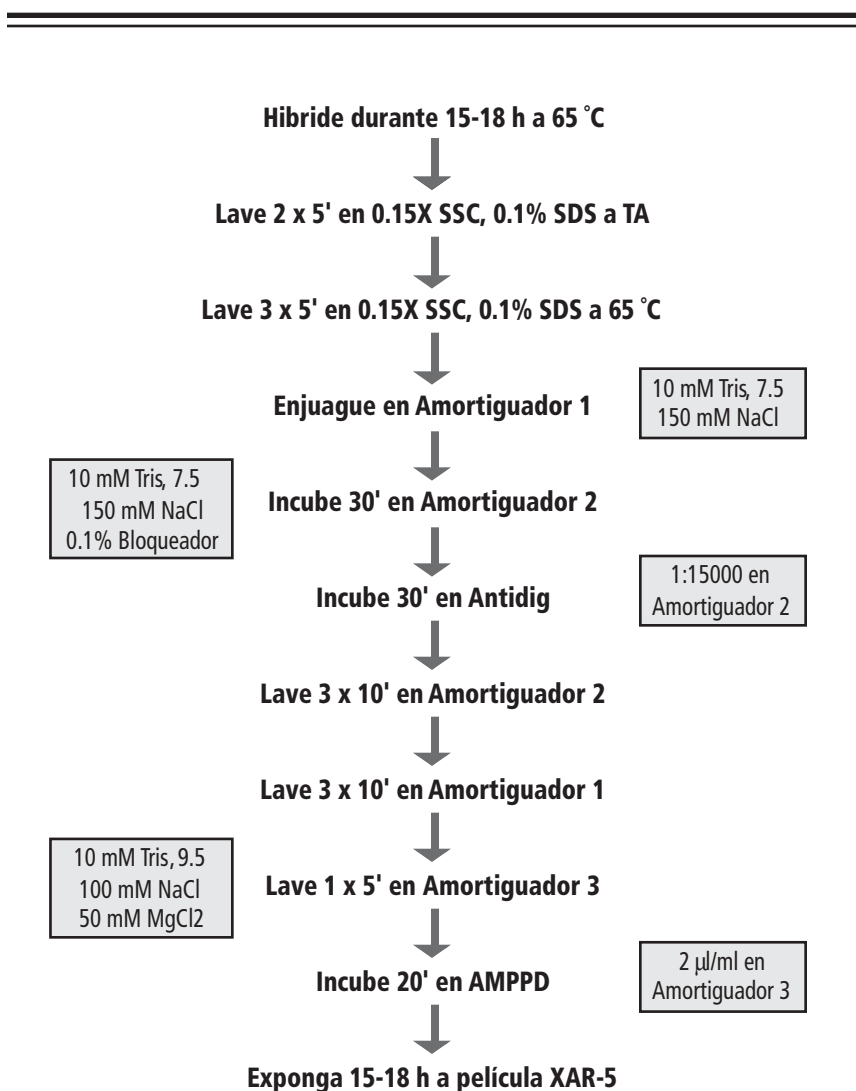 Hibride durante 15-18 h a 65 ˚C
Lave 2 x 5' en 0.15X SSC, 0.1% SDS a TA
Lave 3 x 5' en 0.15X SSC, 0.1% SDS a 65 ˚C
Enjuague en Amortiguador 1
10 mM Tris, 7.5
150 mM NaCl
10 mM Tris, 7.5
150 mM NaCl
0.1% Bloqueador
Incube 30' en Amortiguador 2
Incube 30' en Antidig
1:15000 en
Amortiguador 2
Lave 3 x 10' en Amortiguador 2
Lave 3 x 10' en Amortiguador 1
10 mM Tris, 9.5
100 mM NaCl
50 mM MgCl2
Lave 1 x 5' en Amortiguador 3
Incube 20' en AMPPD
2 µl/ml en
Amortiguador 3
Exponga 15-18 h a película XAR-5